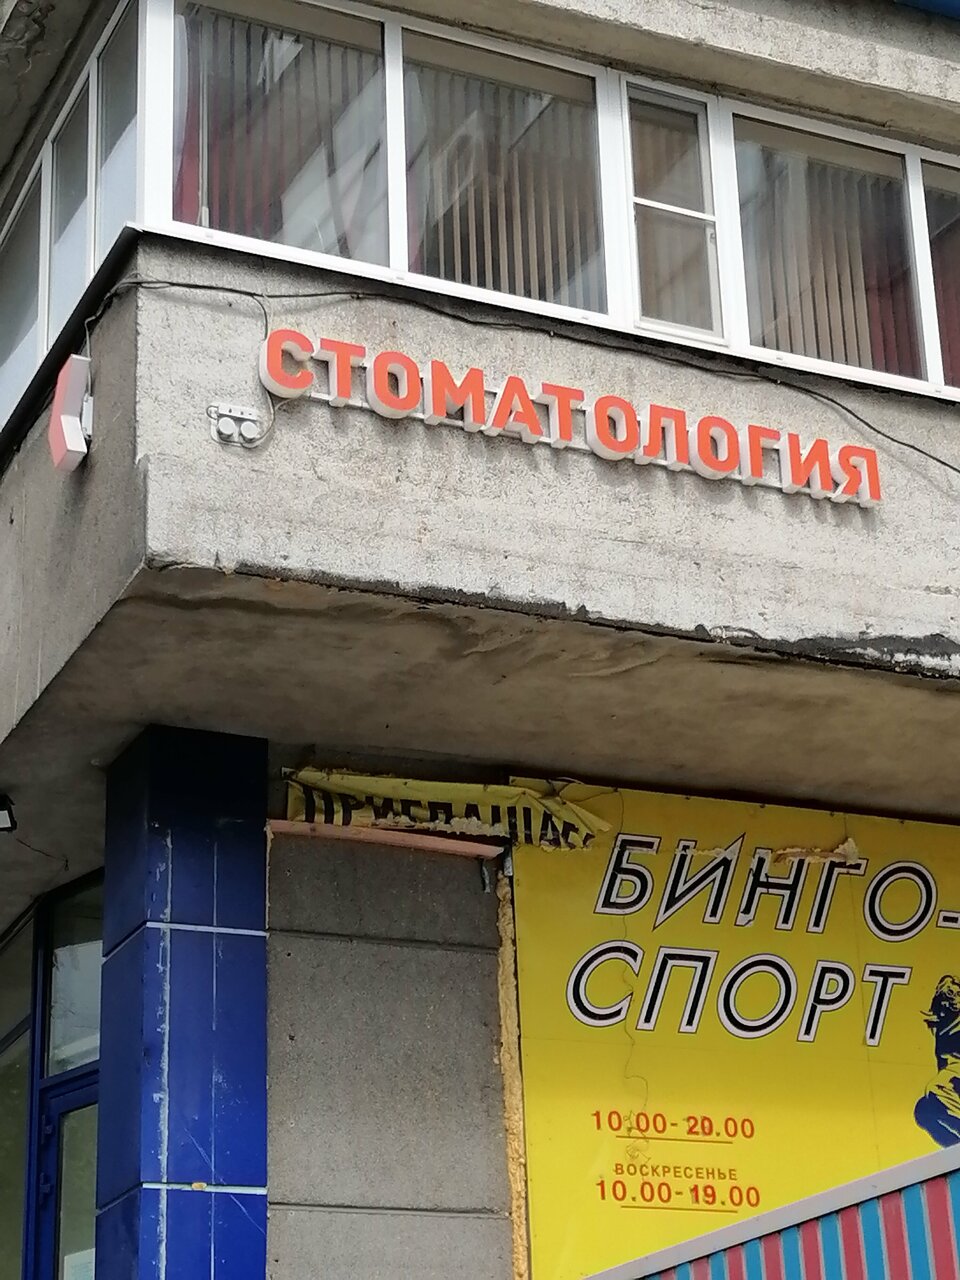 СТОМАТОЛОГИЯ
БИНГО-
СПОРТ
10.00-20.00
ВОСКРЕСЕНЬЕ
10.00-19.00